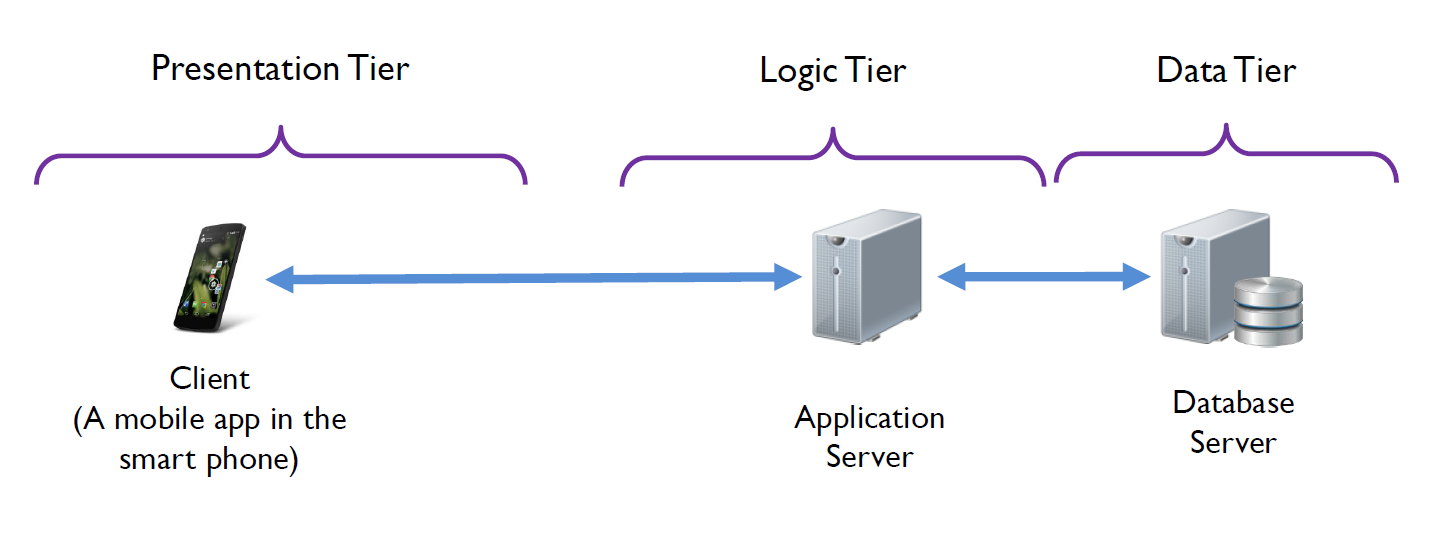 Presentation Tier
Logic Tier
Data Tier
Client
(A mobile app in the
smart phone)
Application
Server
Database
Server